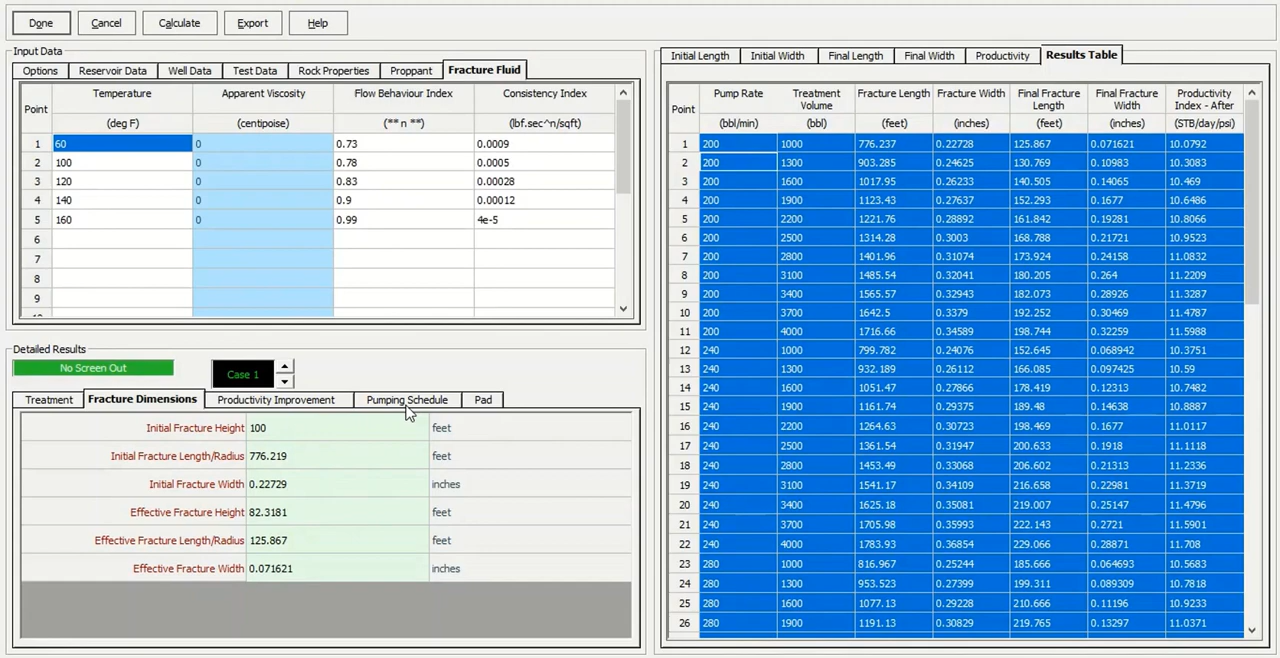 Done Cancel Calculate Export Help
Input Data
Options Reservoir Data Well Data Test Data Rock Properties Proppant Fracture Fluid
Point Temperature Apparent Viscosity Flow Behaviour Index Consistency Index
(deg F) (centipoise) (** n **) (lbf.sec^n/sqft)
1 60 0 0.73 0.0009
2 100 0 0.78 0.0005
3 120 0 0.83 0.00028
4 140 0 0.9 0.00012
5 160 0 0.99 4e-5
6
7
8
9
Detailed Results
No Screen Out Case 1
Treatment Fracture Dimensions Productivity Improvement Pumping Schedule Pad
Initial Fracture Height 100 feet
Initial Fracture Length/Radius 776.219 feet
Initial Fracture Width 0.22729 inches
Effective Fracture Height 82.3181 feet
Effective Fracture Length/Radius 125.867 feet
Effective Fracture Width 0.071621 inches
Initial Length Initial Width Final Length Final Width Productivity Results Table
Point Pump Rate Treatment Volume Fracture Length Fracture Width Final Fracture Length Final Fracture Width Productivity Index - After
(bbl/min) (bbl) (feet) (inches) (feet) (inches) (STB/day/psi)
1 200 1000 776.237 0.22728 125.867 0.071621 10.0792
2 200 1300 903.285 0.24625 130.769 0.10983 10.3083
3 200 1600 1017.95 0.26233 140.505 0.14065 10.469
4 200 1900 1123.43 0.27637 152.293 0.1677 10.6486
5 200 2200 1221.76 0.28892 161.842 0.19281 10.8066
6 200 2500 1314.28 0.3003 168.788 0.21721 10.9523
7 200 2800 1401.96 0.31074 173.924 0.24158 11.0832
8 200 3100 1485.54 0.32041 180.205 0.264 11.2209
9 200 3400 1565.57 0.32943 182.073 0.28926 11.3287
10 200 3700 1642.5 0.3379 192.252 0.30469 11.4787
11 200 4000 1716.66 0.34589 198.744 0.32259 11.5988
12 240 1000 799.782 0.24076 152.645 0.068942 10.3751
13 240 1300 932.189 0.26112 166.085 0.097425 10.59
14 240 1600 1051.47 0.27866 178.419 0.12313 10.7482
15 240 1900 1161.74 0.29375 189.48 0.14638 10.8887
16 240 2200 1264.63 0.30723 198.469 0.1677 11.0117
17 240 2500 1361.54 0.31947 200.633 0.1918 11.1118
18 240 2800 1453.49 0.33068 206.602 0.21313 11.2336
19 240 3100 1541.17 0.34109 216.658 0.22981 11.3719
20 240 3400 1625.18 0.35081 219.007 0.25147 11.4796
21 240 3700 1705.98 0.35993 222.143 0.2721 11.5901
22 240 4000 1783.93 0.36854 229.066 0.28871 11.708
23 280 1000 816.967 0.25244 185.666 0.064693 10.5683
24 280 1300 953.523 0.27399 199.311 0.089309 10.7818
25 280 1600 1077.13 0.29228 210.666 0.11196 10.9233
26 280 1900 1191.13 0.30829 219.765 0.13297 11.0371